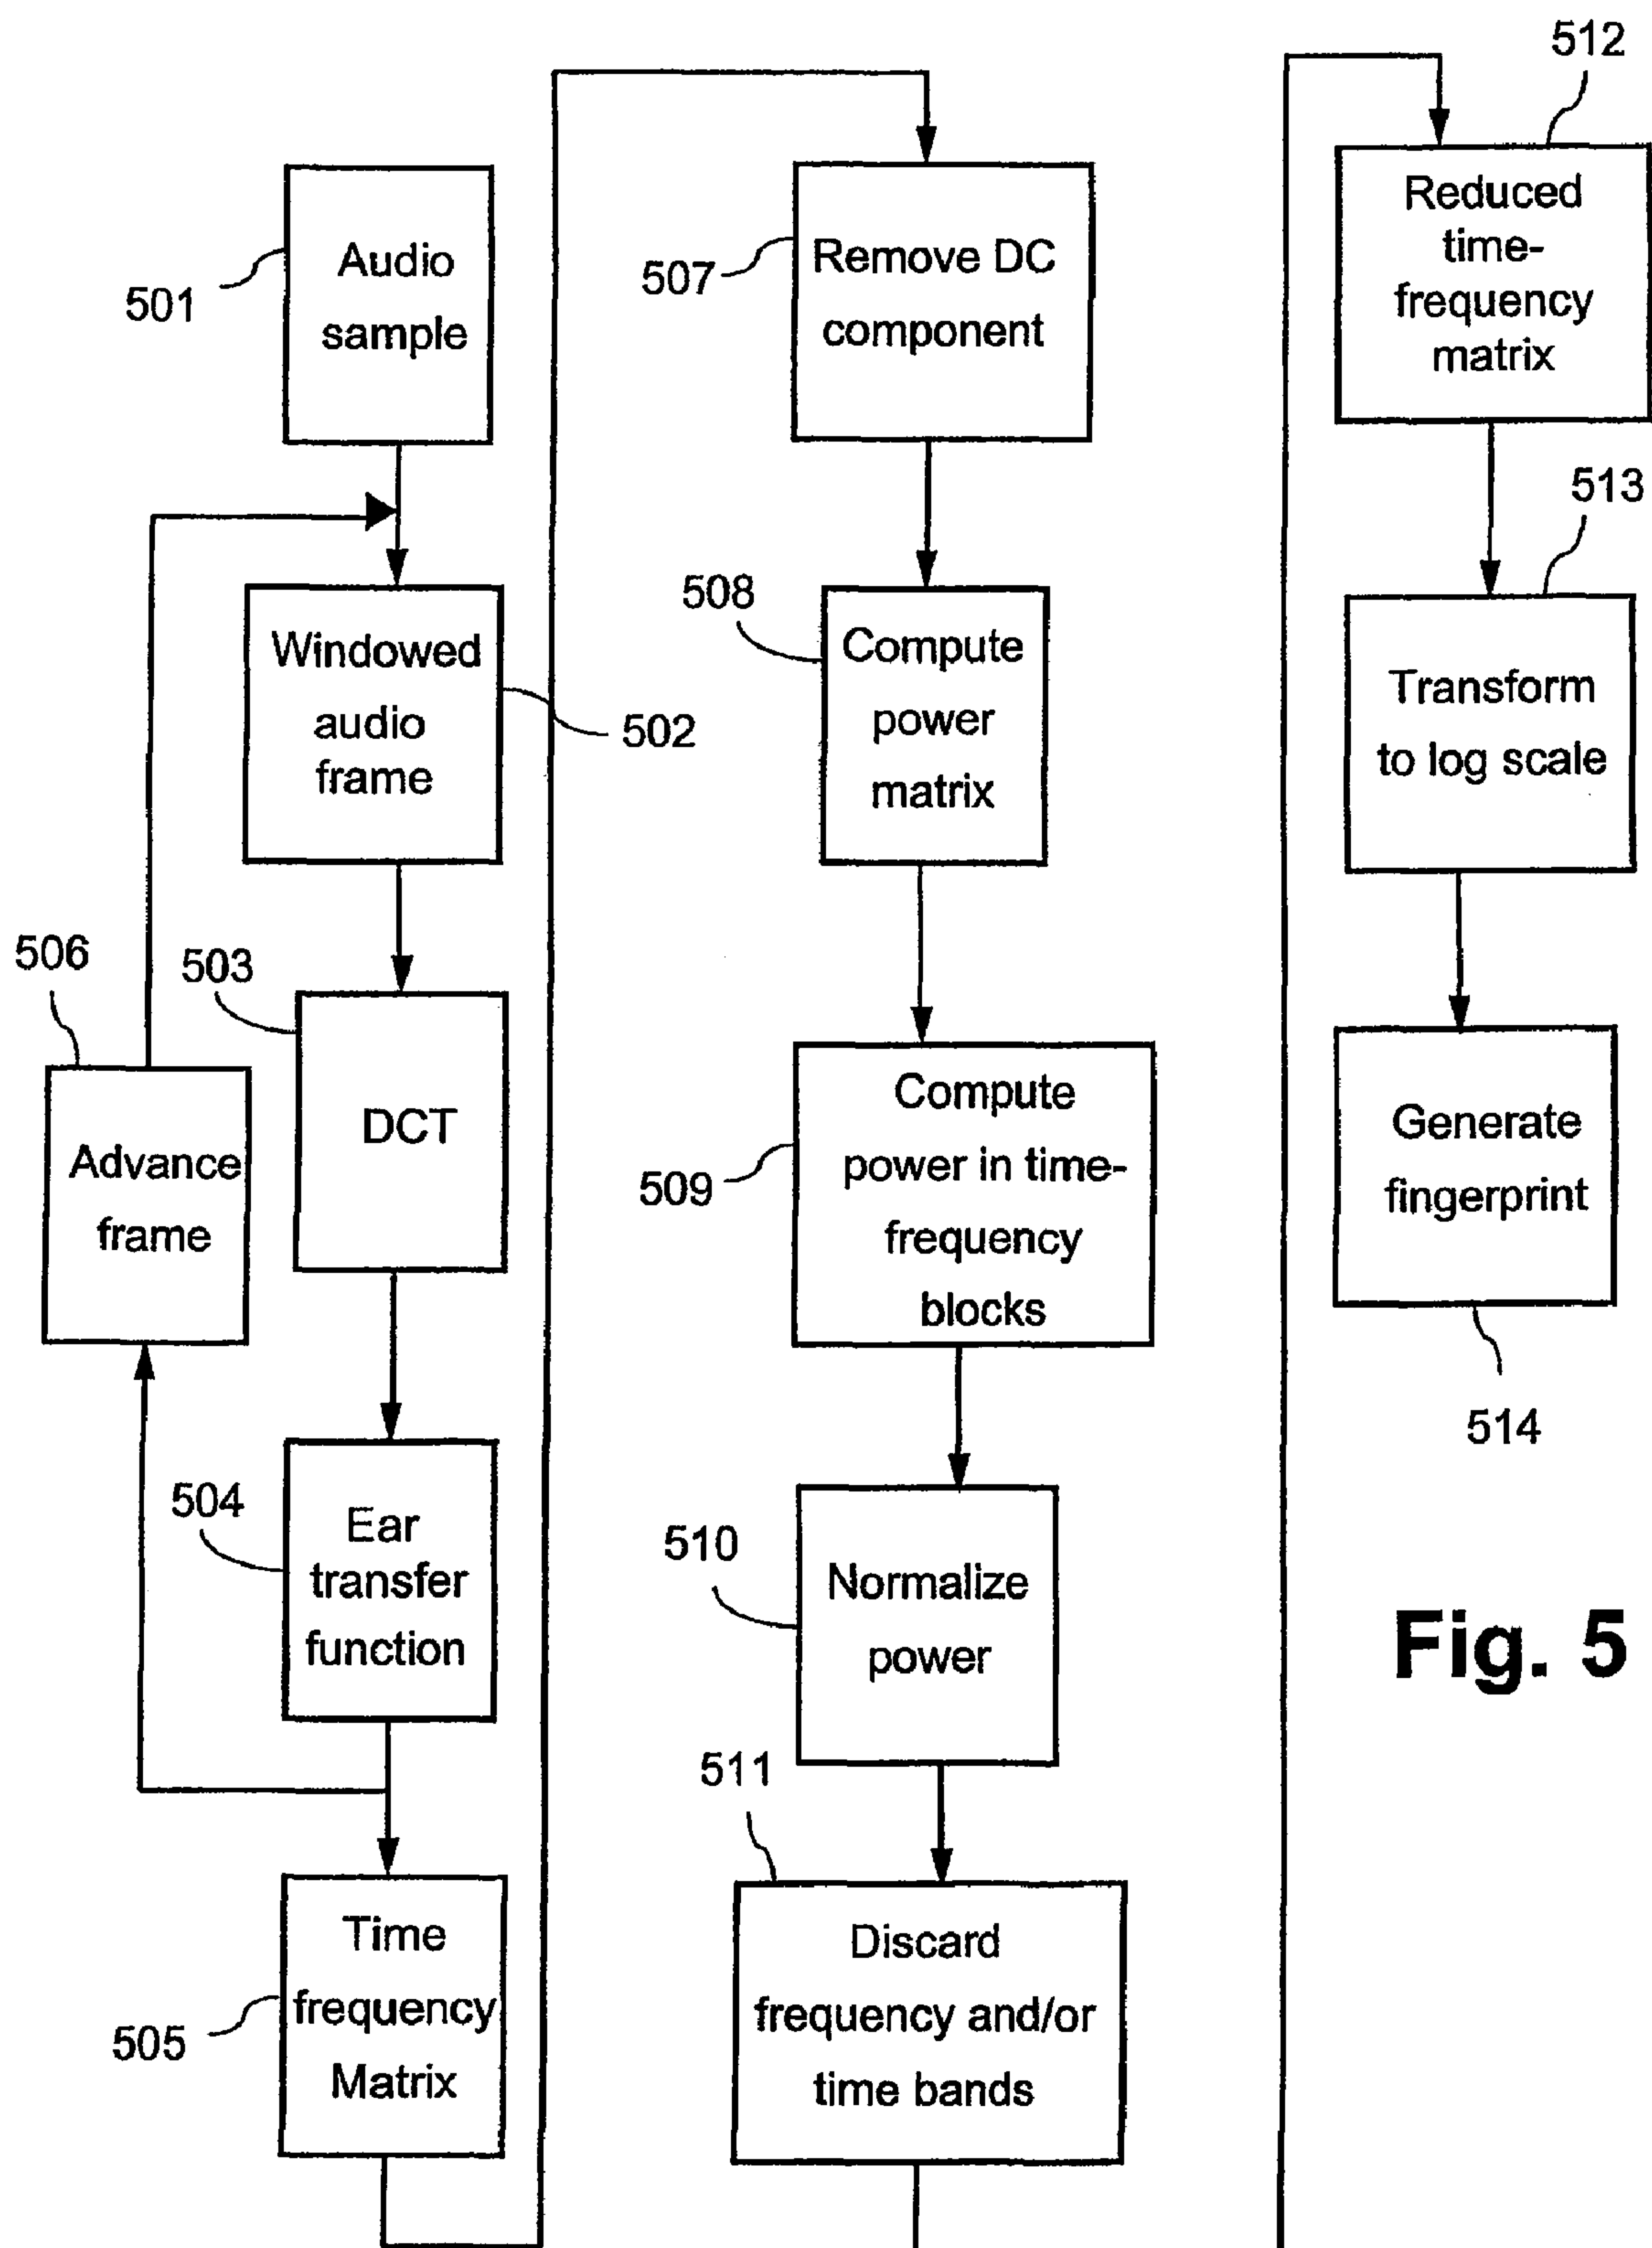 501
Audio
sample
Windowed
audio
frame
502
503
DCT
506
Advance
frame
504
Ear
transfer
function
505
Time
frequency
Matrix
507
Remove DC
component
508
Compute
power
matrix
509
Compute
power in time-
frequency
blocks
510
Normalize
power
511
Discard
frequency and/or
time bands
512
Reduced
time-
frequency
matrix
513
Transform
to log scale
Generate
fingerprint
514
Fig. 5